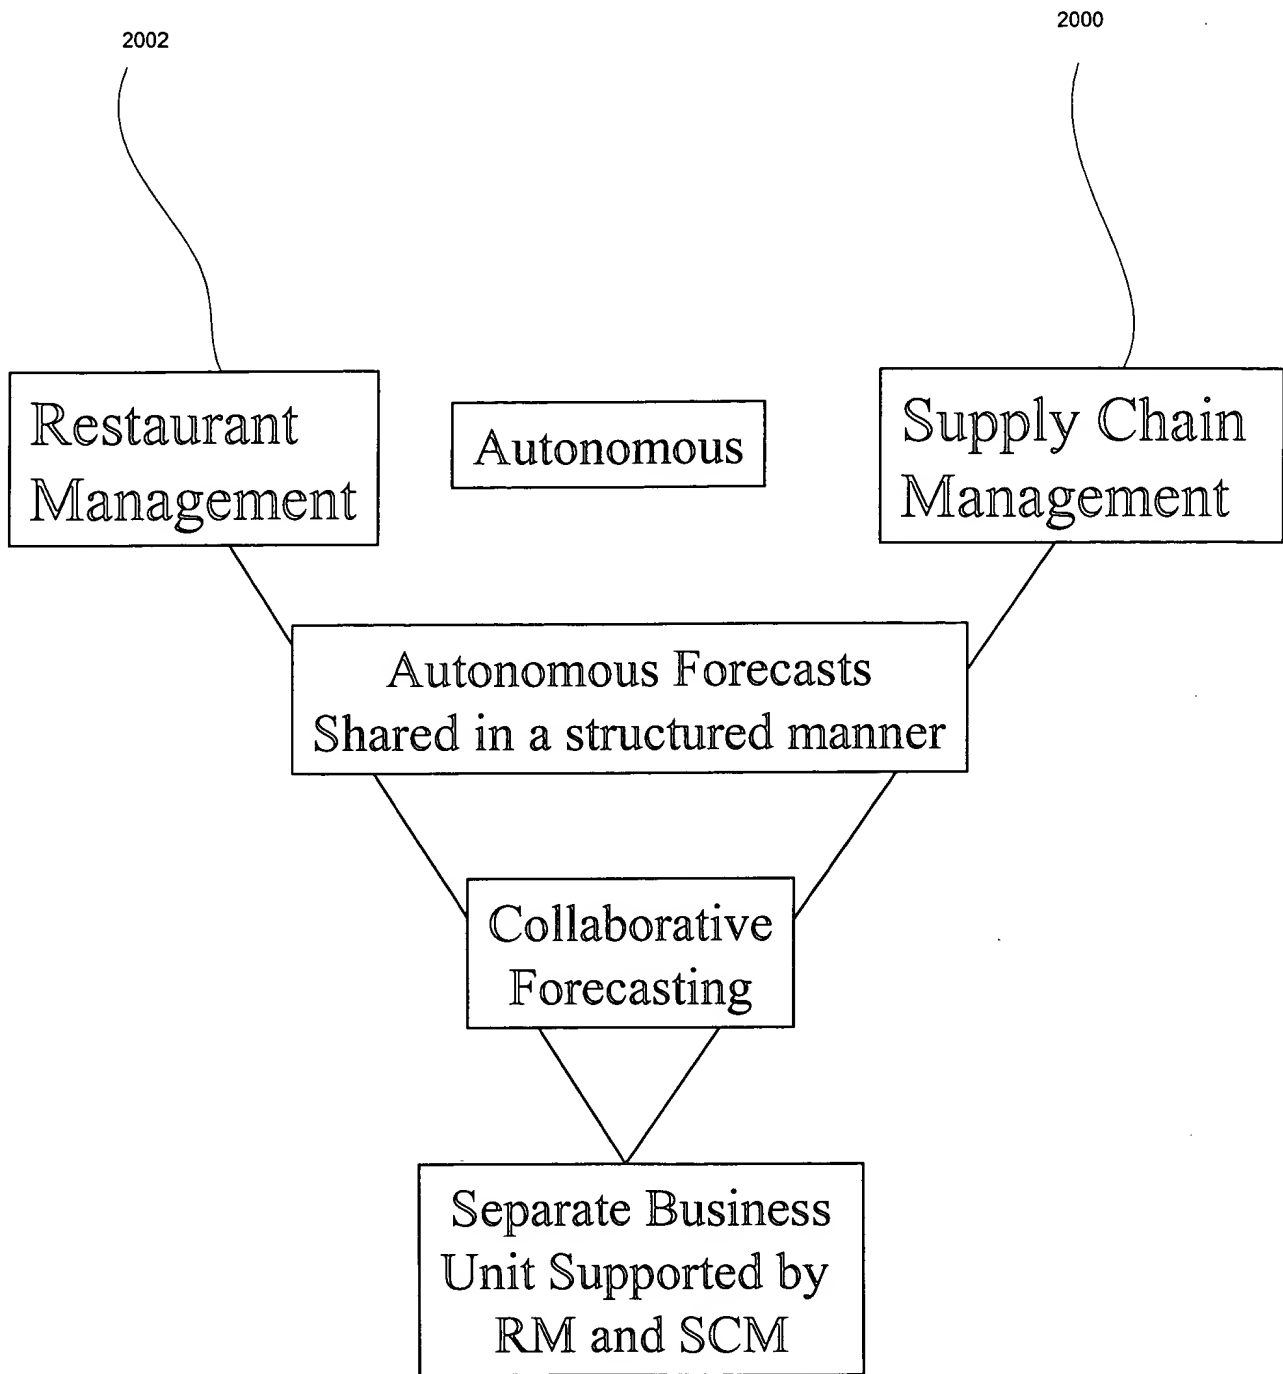 2002
2000
Restaurant
Management
Autonomous
Supply Chain
Management
Autonomous Forecasts
Shared in a structured manner
Collaborative
Forecasting
Separate Business
Unit Supported by
RM and SCM